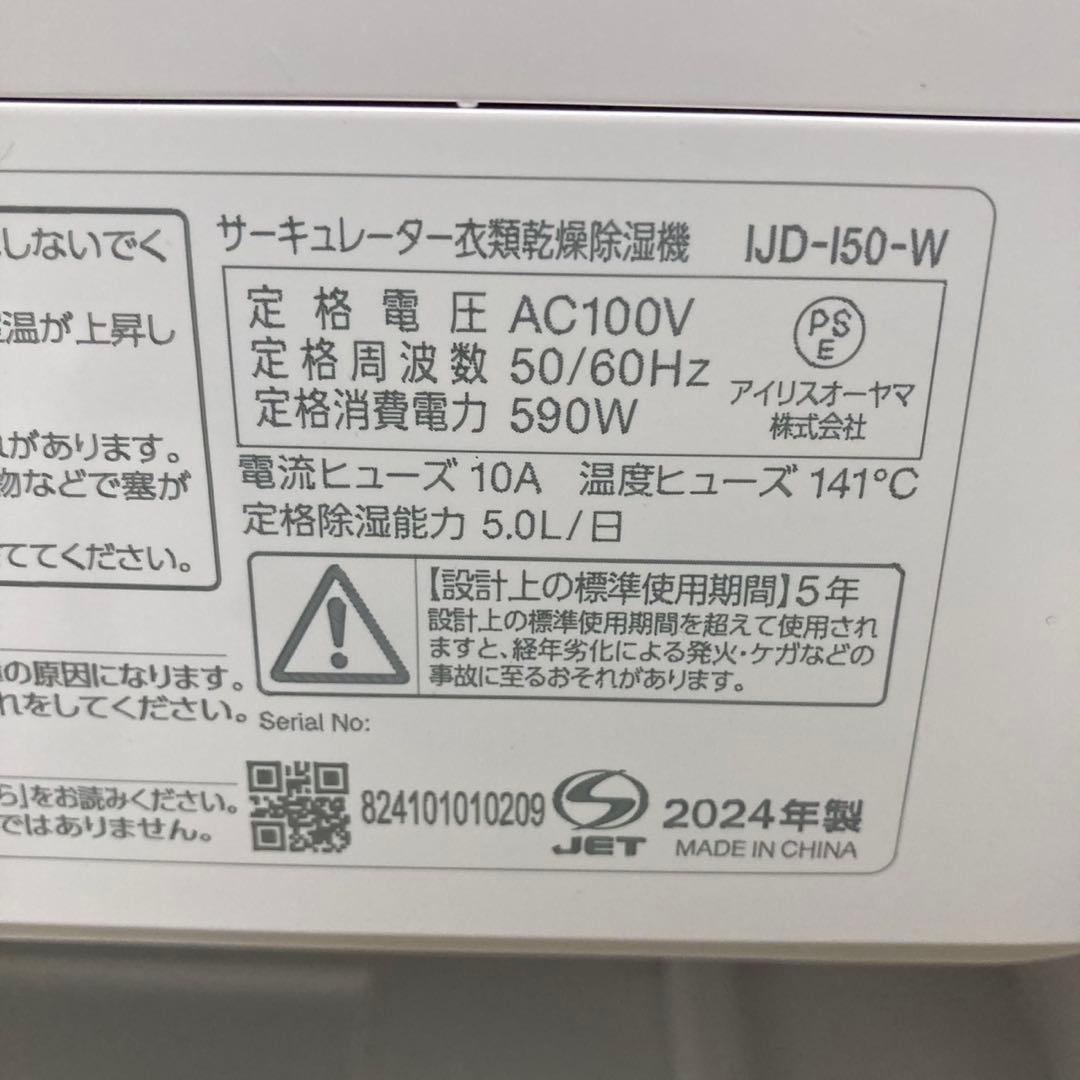 しないでく
温が上昇し
があります。
物などで塞が
ててください。
の原因になります。
れをしてください。
ら」をお読みください。
ではありません。
サーキュレーター衣類乾燥除湿機 IJD-I50-W
定格電圧 AC100V
定格周波数 50/60Hz
定格消費電力 590W
PS
E
アイリスオーヤマ
株式会社
電流ヒューズ 10A 温度ヒューズ 141°C
定格除湿能力 5.0L/日
【設計上の標準使用期間】5年
設計上の標準使用期間を超えて使用され
ますと、経年劣化による発火・ケガなどの
事故に至るおそれがあります。
Serial No:
824101010209
JET
2024年製
MADE IN CHINA